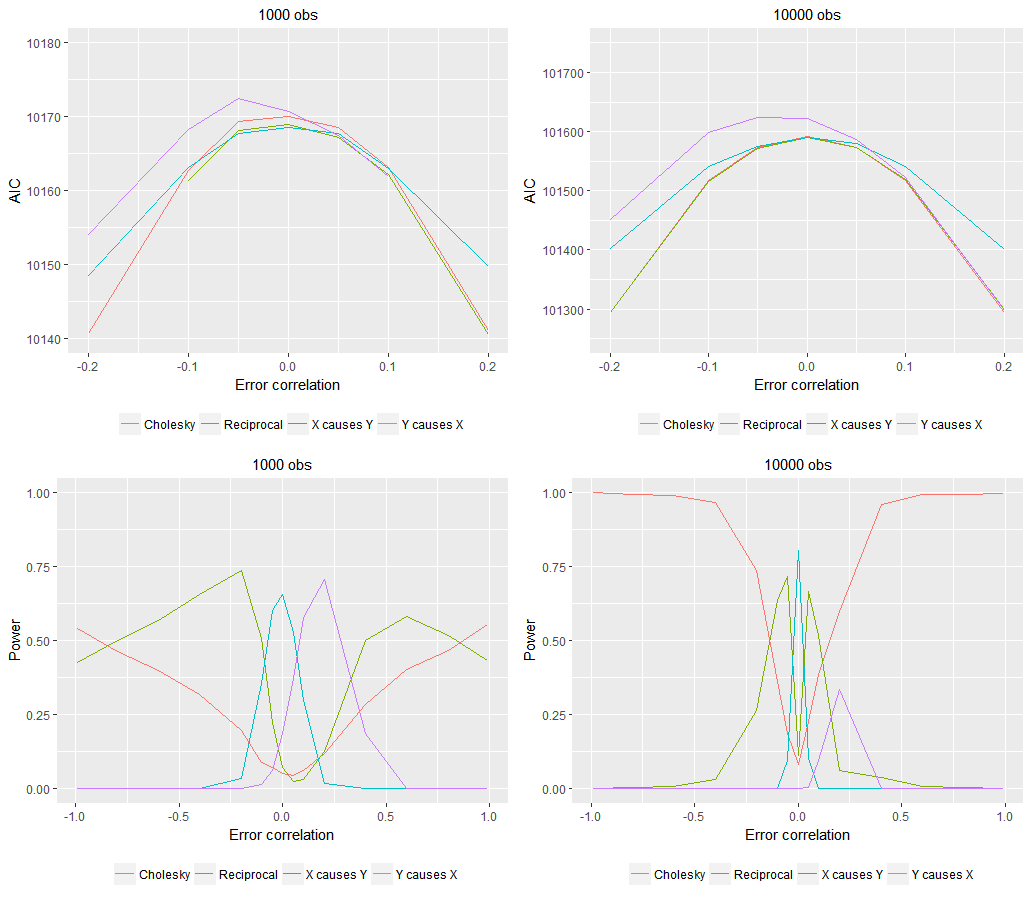 1000 obs
10180
10170
10160
10150
10140
AIC
-0.2 -0.1 0.0 0.1 0.2
Error correlation
Cholesky Reciprocal X causes Y Y causes X
10000 obs
101700
101600
101500
101400
101300
AIC
-0.2 -0.1 0.0 0.1 0.2
Error correlation
Cholesky Reciprocal X causes Y Y causes X
1000 obs
1.00
0.75
0.50
0.25
0.00
Power
-1.0 -0.5 0.0 0.5 1.0
Error correlation
Cholesky Reciprocal X causes Y Y causes X
10000 obs
1.00
0.75
0.50
0.25
0.00
Power
-1.0 -0.5 0.0 0.5 1.0
Error correlation
Cholesky Reciprocal X causes Y Y causes X